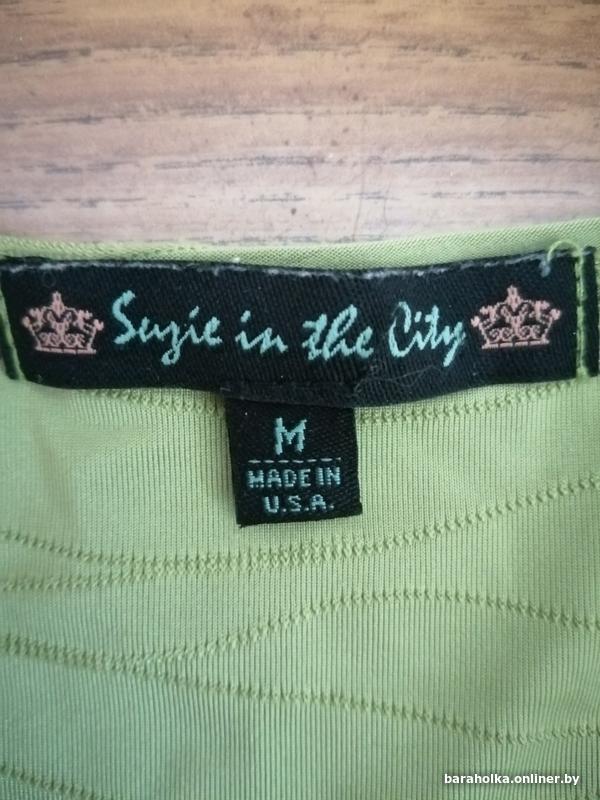 Suzie in the City
M
MADE IN
U.S.A.
baraholka.onliner.by